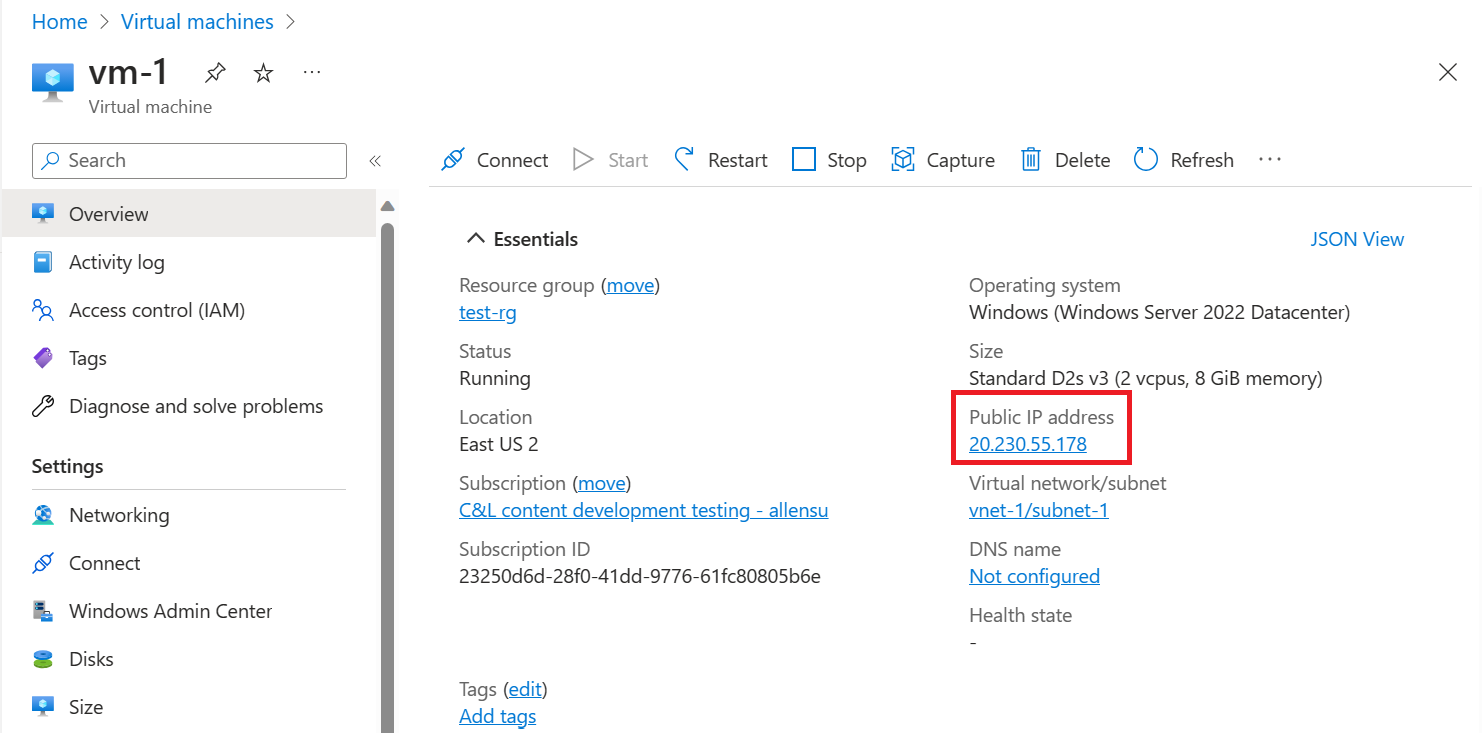 Home > Virtual machines >
vm-1
Virtual machine
Search
Overview
Activity log
Access control (IAM)
Tags
Diagnose and solve problems
Settings
Networking
Connect
Windows Admin Center
Disks
Size
Connect Start Restart Stop Capture Delete Refresh
Essentials
JSON View
Resource group (move)
test-rg
Status
Running
Location
East US 2
Subscription (move)
C&L content development testing - allensu
Subscription ID
23250d6d-28f0-41dd-9776-61fc80805b6e
Operating system
Windows (Windows Server 2022 Datacenter)
Size
Standard D2s v3 (2 vcpus, 8 GiB memory)
Public IP address
20.230.55.178
Virtual network/subnet
vnet-1/subnet-1
DNS name
Not configured
Health state
-
Tags (edit)
Add tags